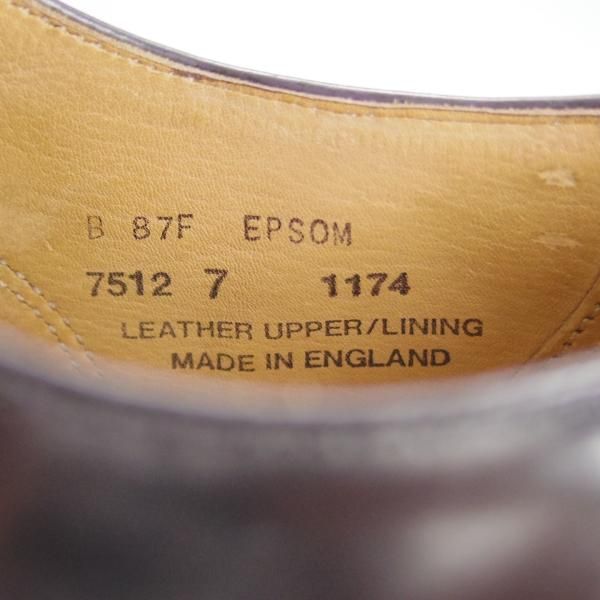 B 87F EPSOM
7512 7 1174
LEATHER UPPER/LINING
MADE IN ENGLAND